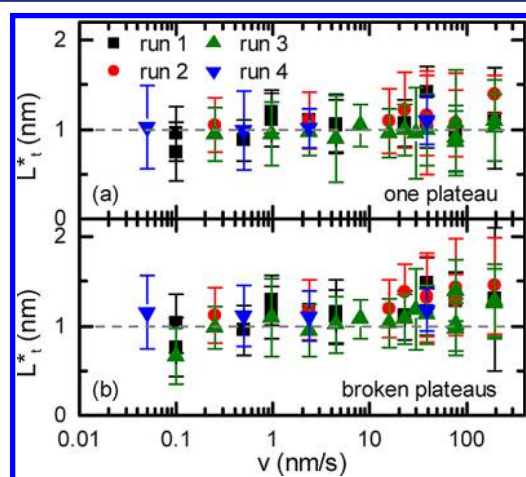 2
run 1
run 3
run 2
run 4
L*t (nm)
1
(a)
one plateau
0
2
L*t (nm)
1
(b)
broken plateaus
0
0.01
0.1
1
10
100
v (nm/s)